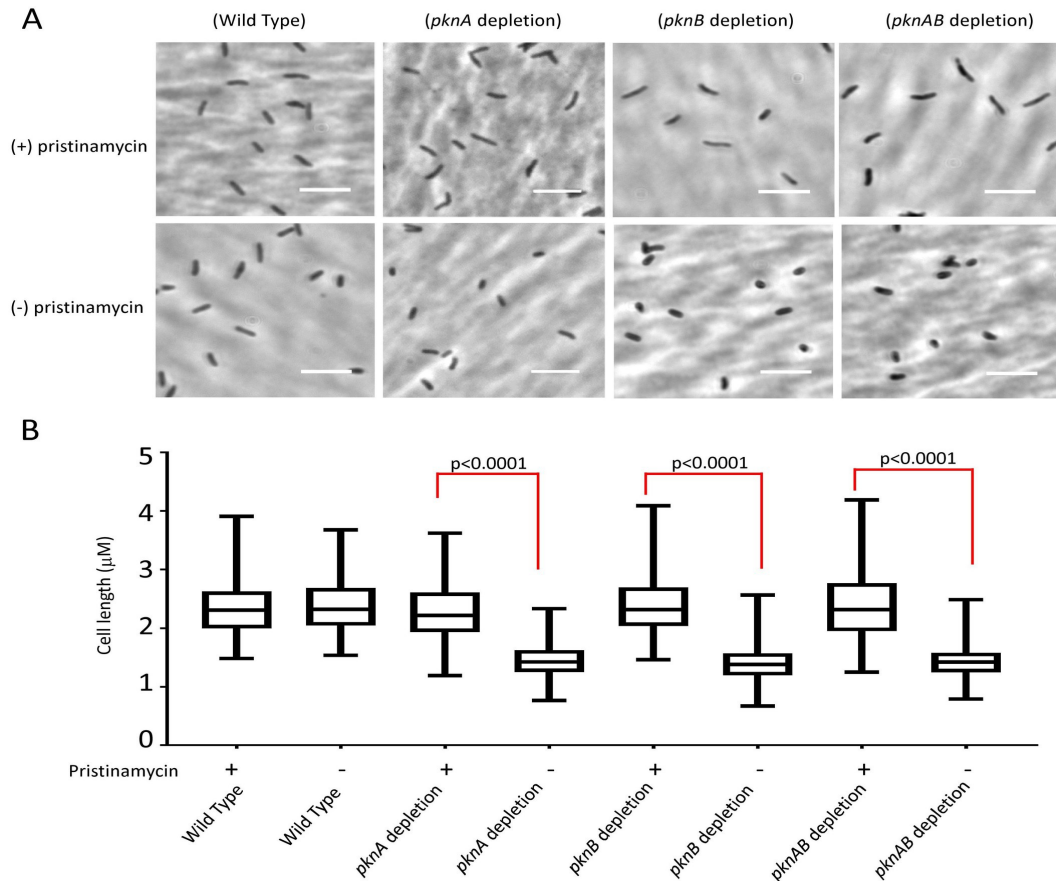 A
(Wild Type) (pknA depletion) (pknB depletion) (pknAB depletion)
(+) pristinamycin
(-) pristinamycin
B
p<0.0001 p<0.0001 p<0.0001
5
4
3
2
1
0
Cell length (μM)
Pristinamycin + - + - + - + -
Wild Type Wild Type pknA depletion pknA depletion pknB depletion pknB depletion pknAB depletion pknAB depletion